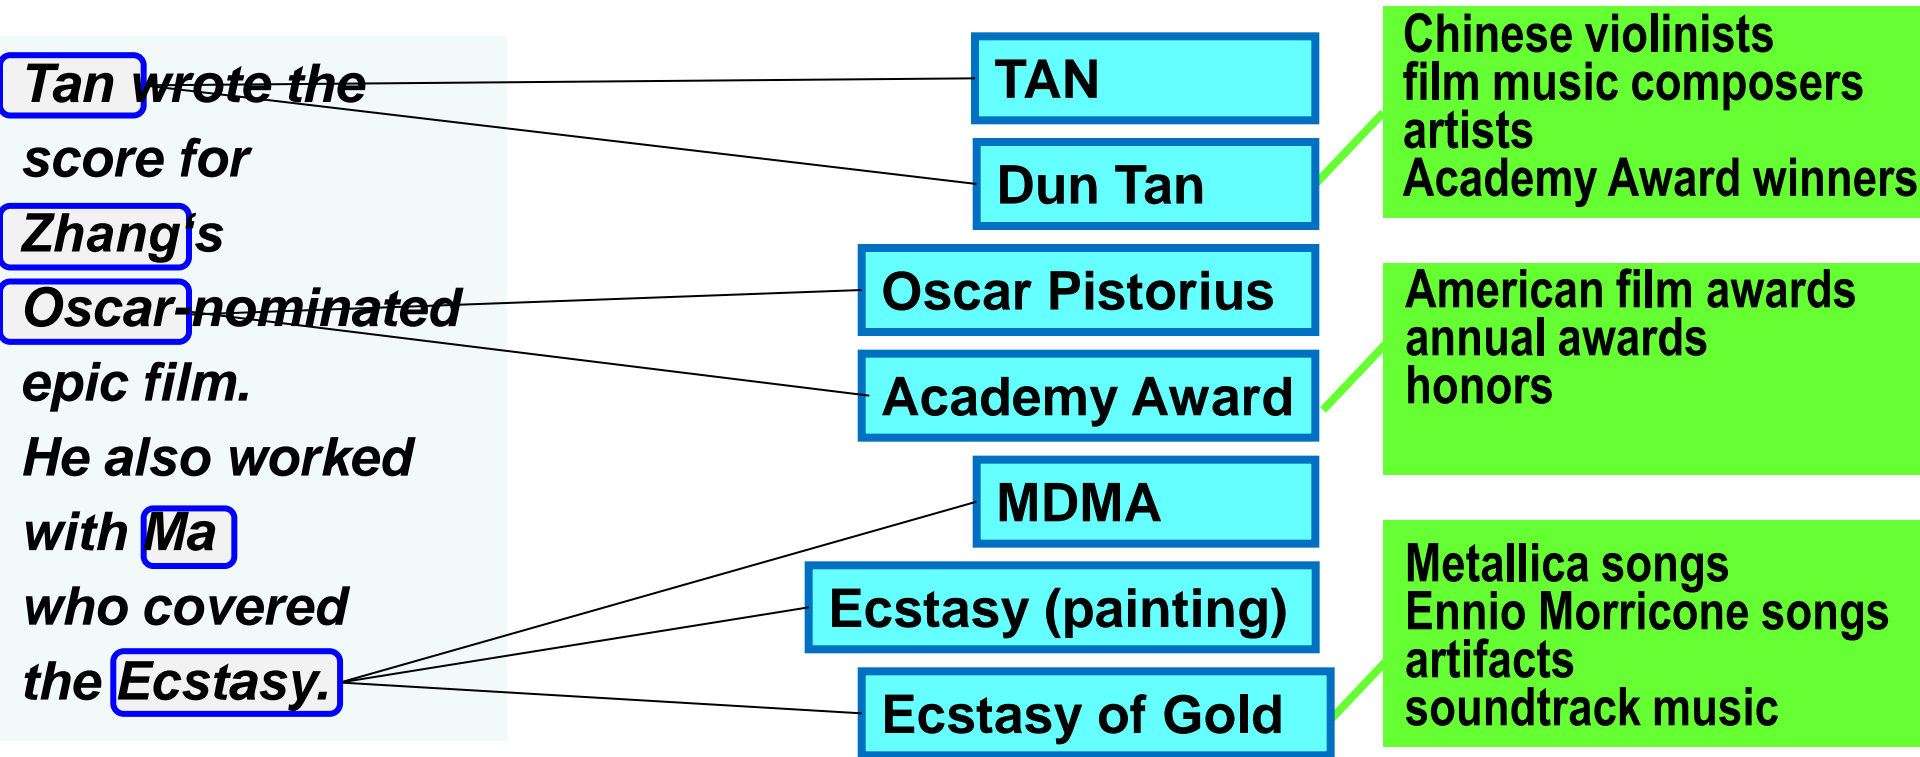 Tan wrote the
score for
Zhang‘s
Oscar-nominated
epic film.
He also worked
with Ma
who covered
the Ecstasy.
TAN
Dun Tan
Oscar Pistorius
Academy Award
MDMA
Ecstasy (painting)
Ecstasy of Gold
Chinese violinists
film music composers
artists
Academy Award winners
American film awards
annual awards
honors
Metallica songs
Ennio Morricone songs
artifacts
soundtrack music